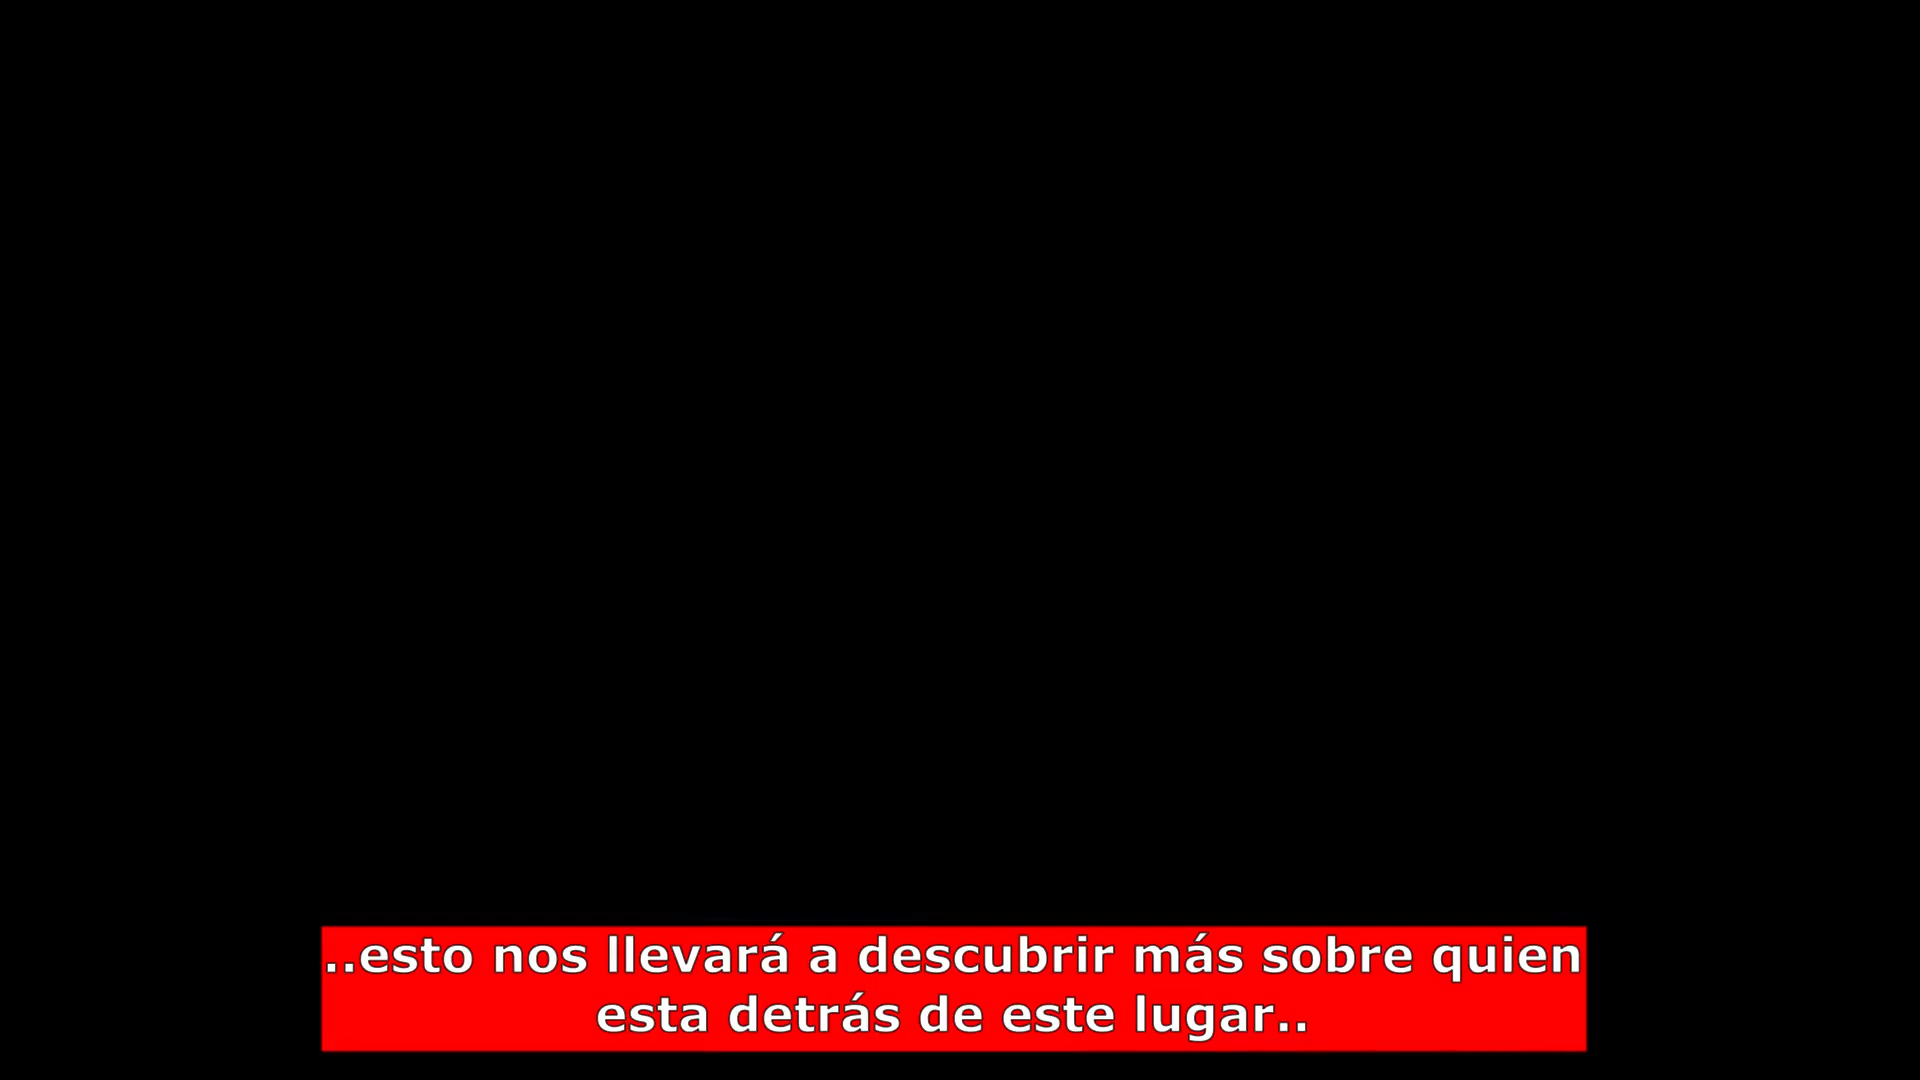 ..esto nos llevará a descubrir más sobre quien
esta detrás de este lugar..